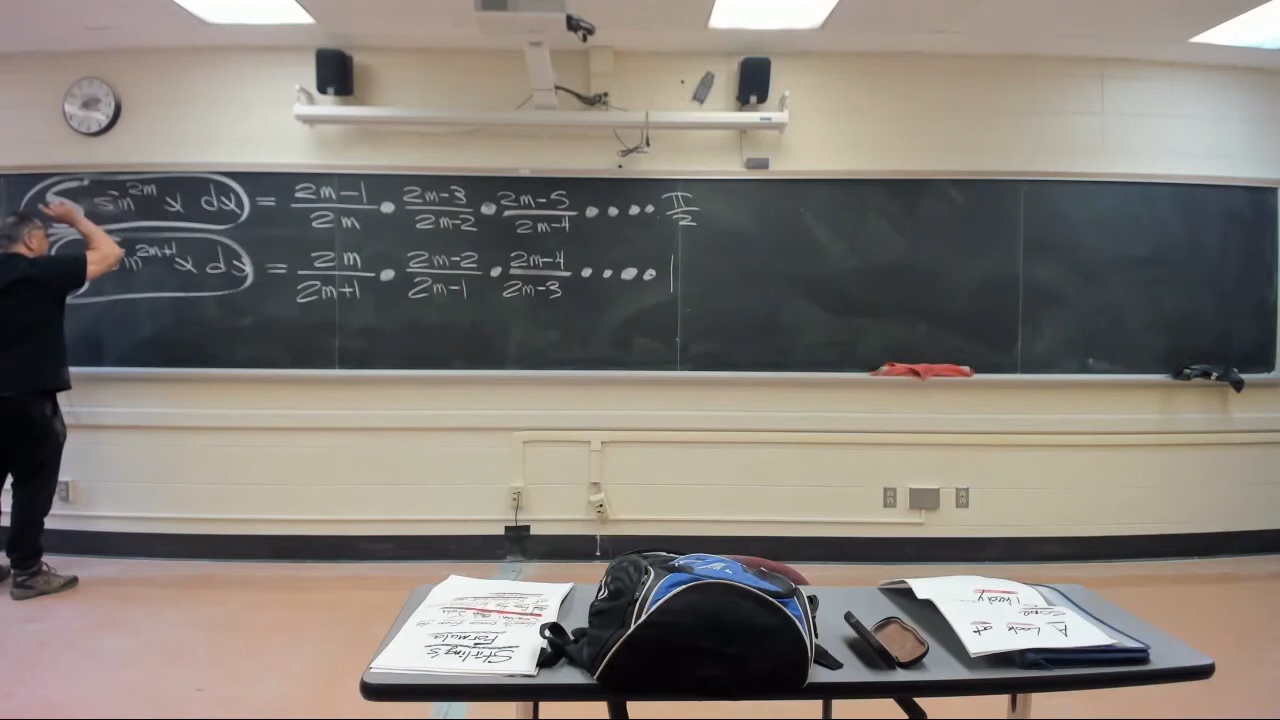 sin^2m x dx = 2m-1/2m • 2m-3/2m-2 • 2m-5/2m-4 • • • • π/2
sin^2m+1 x dx = 2m/2m+1 • 2m-2/2m-1 • 2m-4/2m-3 • • • • 1
Stirling's
Formula
A Look at
Some